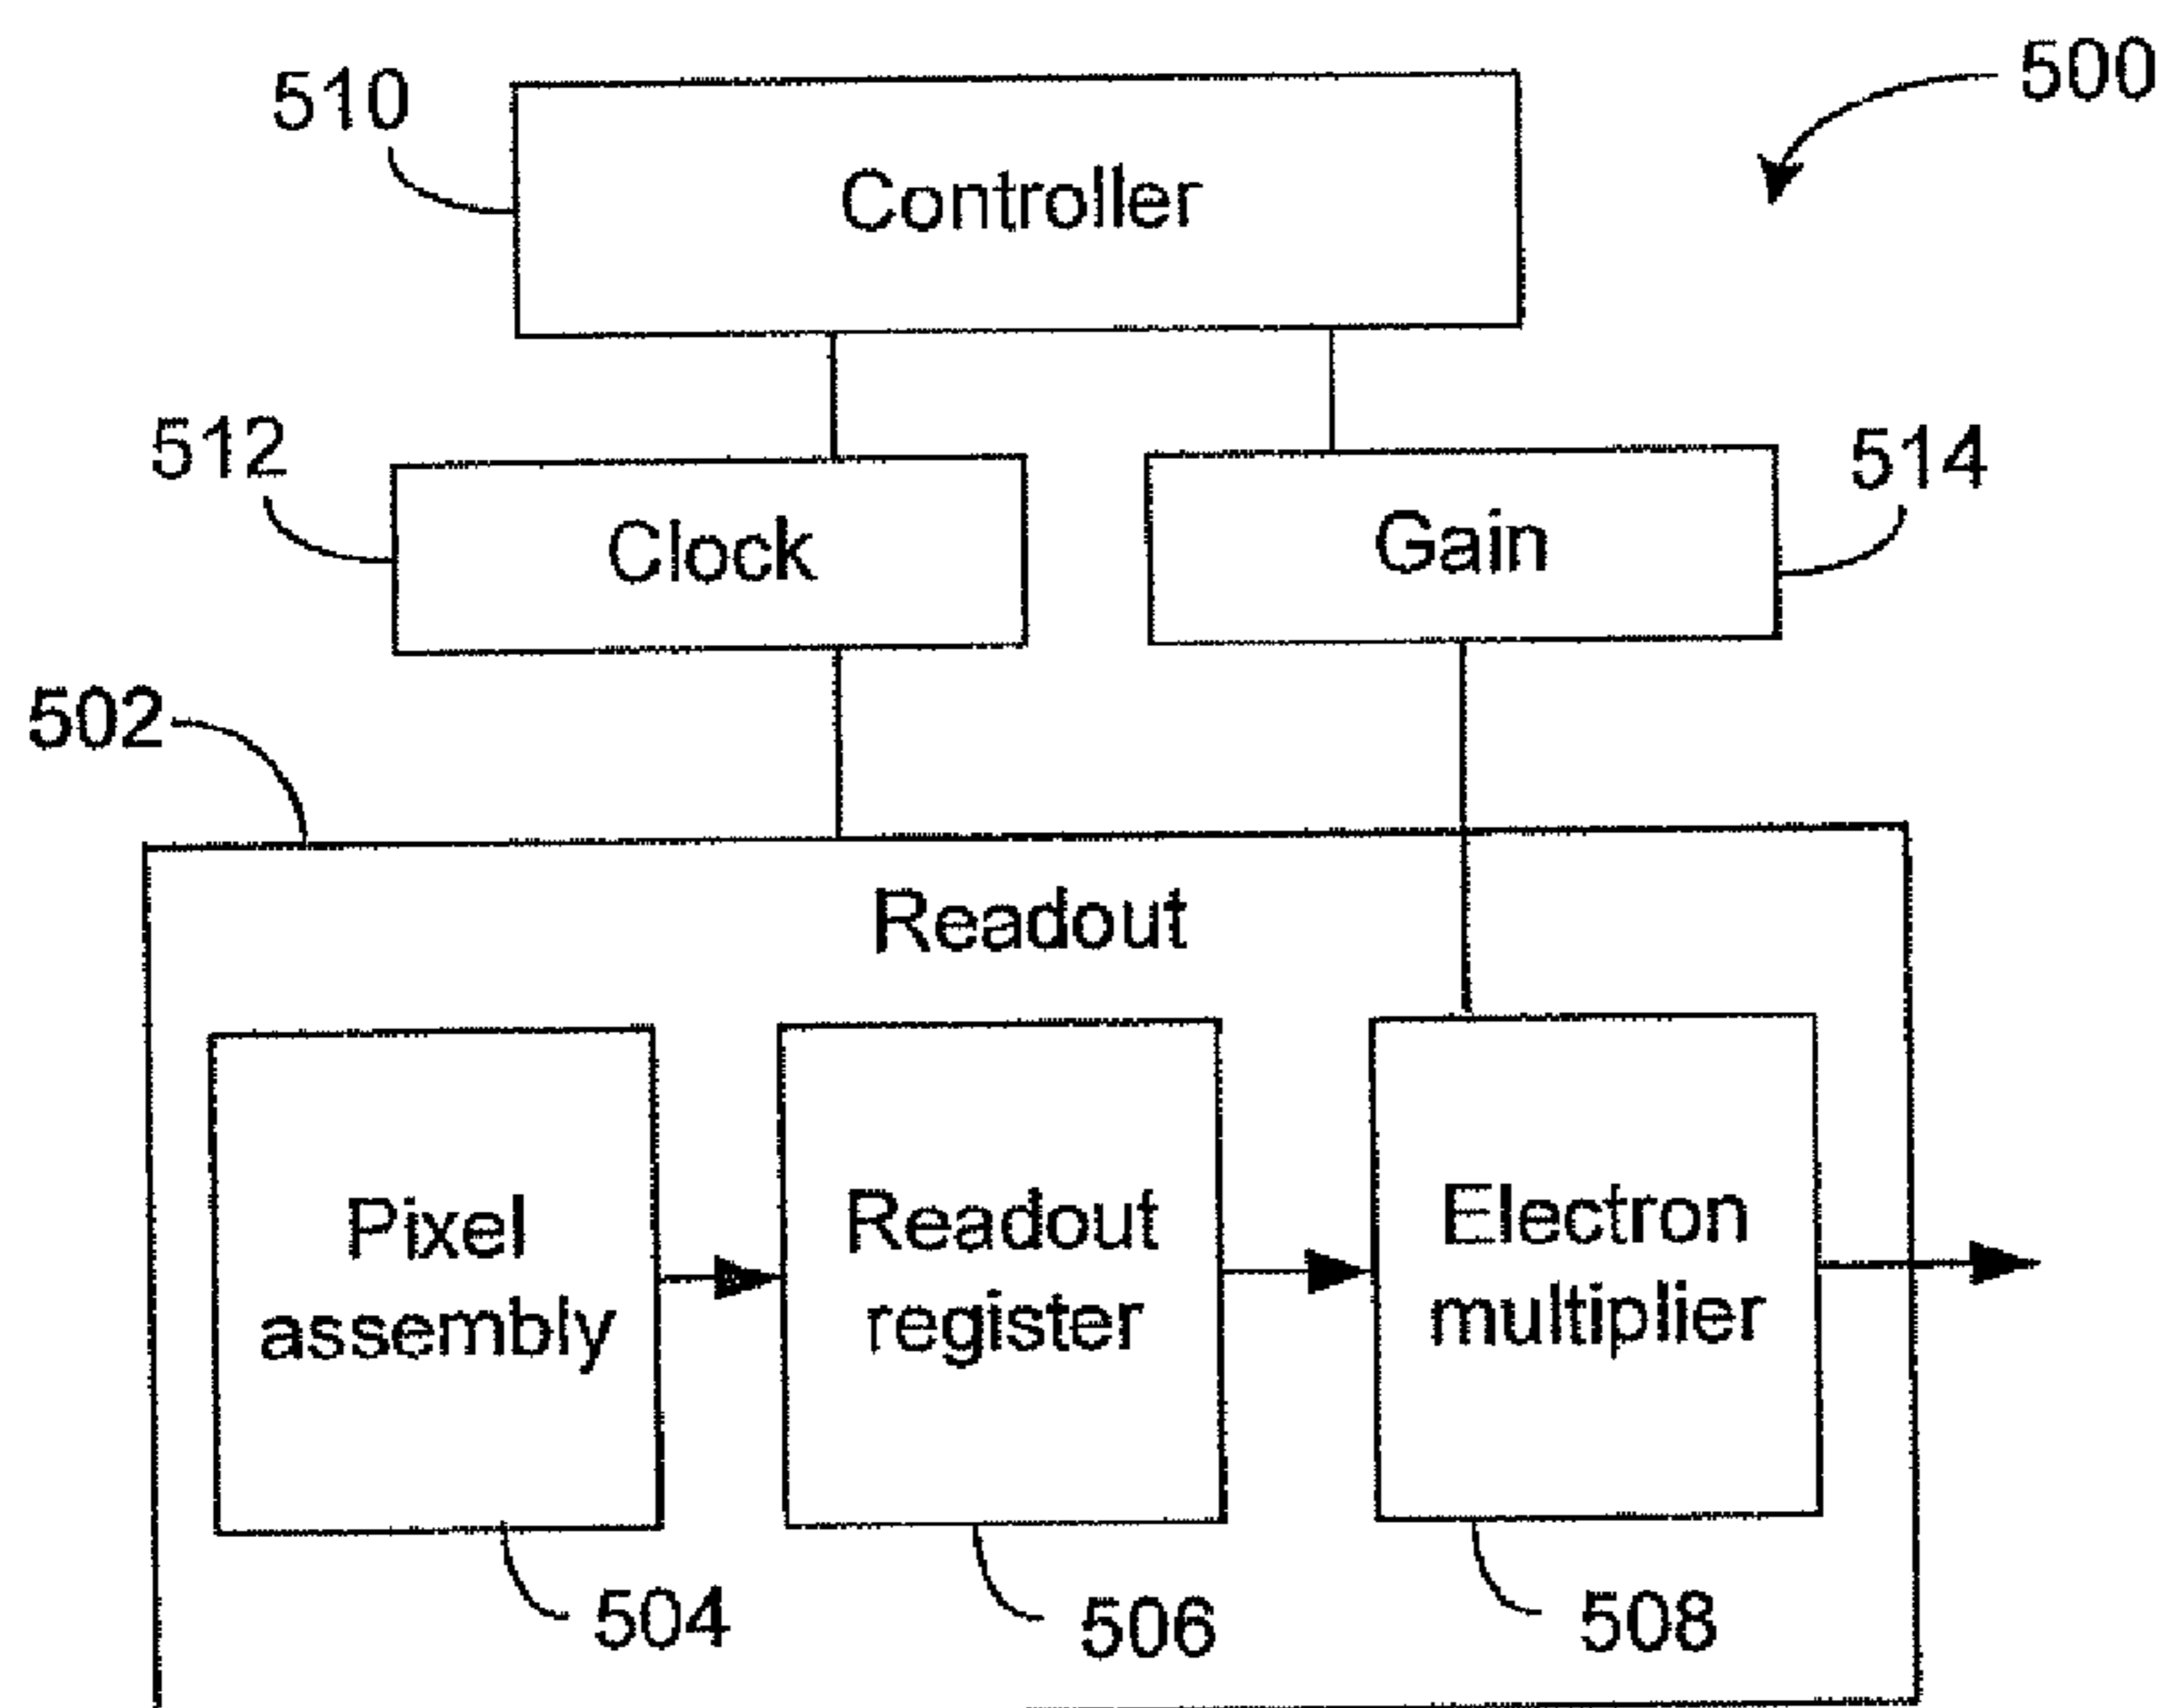 500
510
Controller
512
514
Clock
Gain
502
Readout
Pixel
assembly
Readout
register
Electron
multiplier
504
506
508